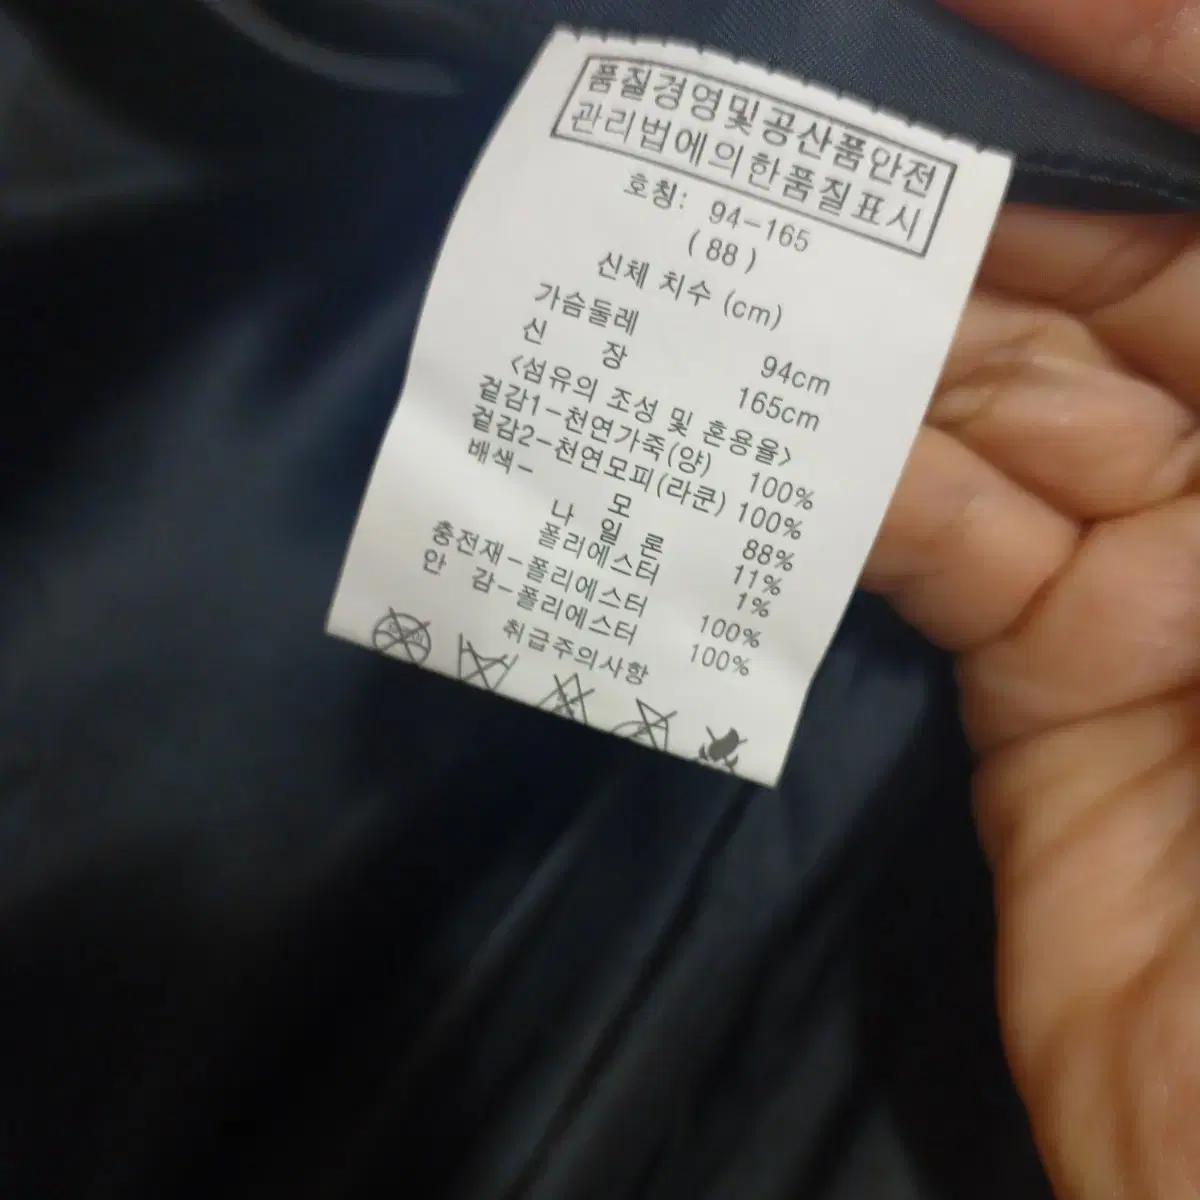 품질경영및공산품안전
관리법에의한품질표시
호칭: 94-165
(88)
신체 치수 (cm)
가슴둘레 94cm
신 장 165cm
<섬유의 조성 및 혼용율>
겉감1-천연가죽(양) 100%
겉감2-천연모피(라쿤) 100%
배색- 모 88%
나 일 론 11%
폴리에스터 1%
충전재-폴리에스터 100%
안 감-폴리에스터 100%
취급주의사항